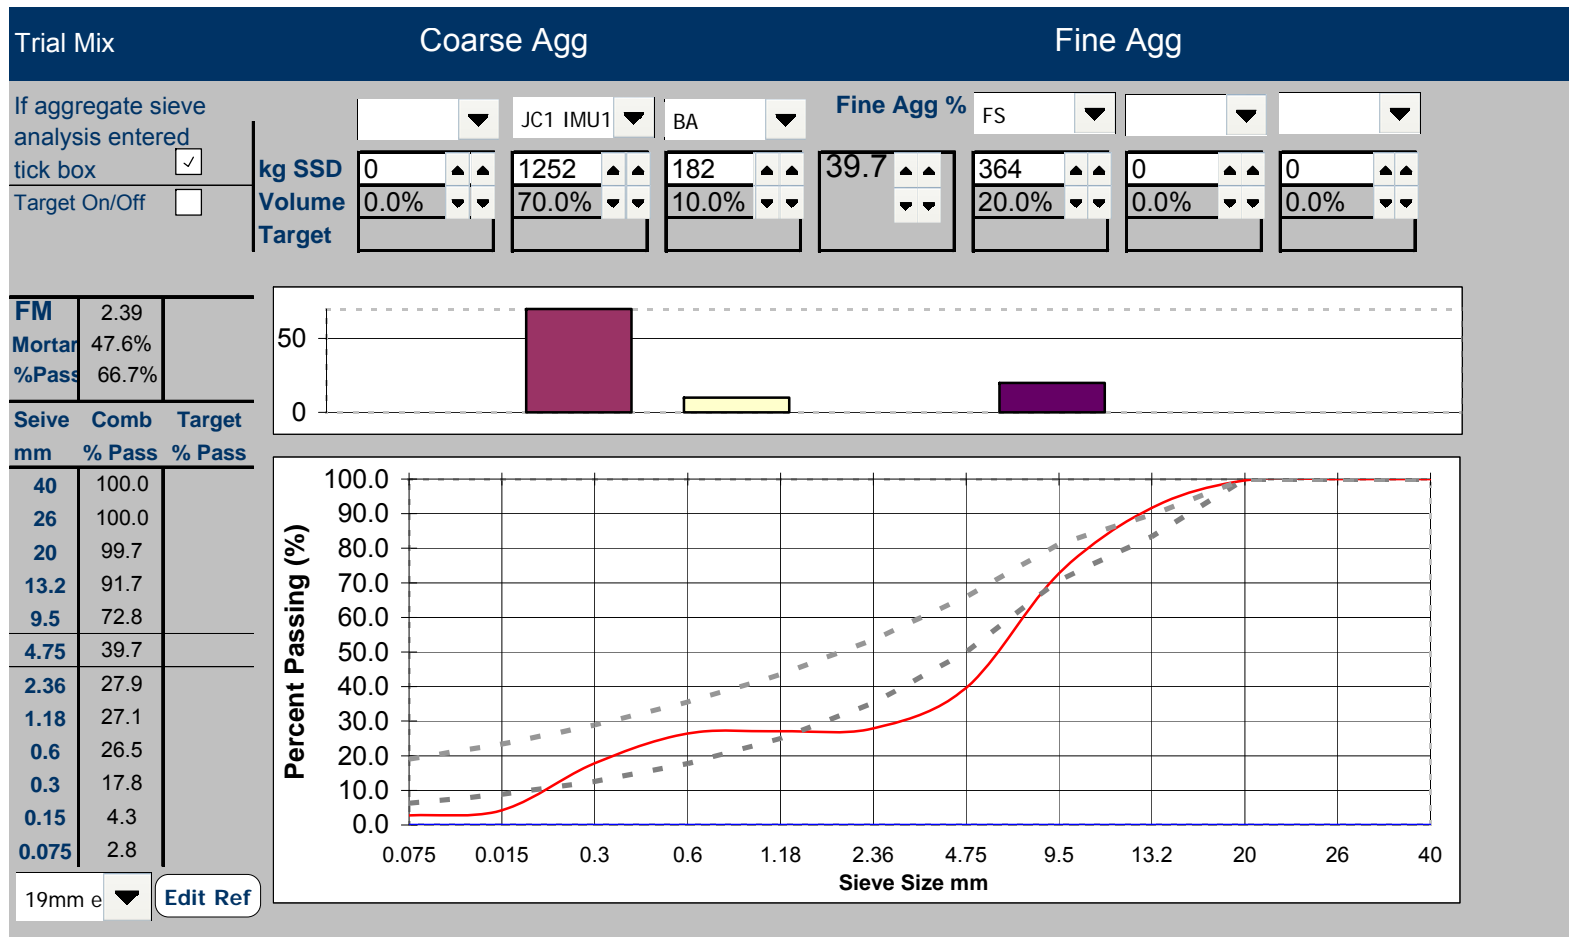 Trial Mix Coarse Agg Fine Agg
If aggregate sieve
analysis entered
tick box
Target On/Off
JC1 IMU1 BA Fine Agg % FS
kg SSD 0 1252 182 39.7 364 0 0
Volume 0.0% 70.0% 10.0% 20.0% 0.0% 0.0%
Target
FM 2.39
Mortar 47.6%
%Pass 66.7%
Seive Comb Target
mm % Pass % Pass
40 100.0
26 100.0
20 99.7
13.2 91.7
9.5 72.8
4.75 39.7
2.36 27.9
1.18 27.1
0.6 26.5
0.3 17.8
0.15 4.3
0.075 2.8
19mm e Edit Ref
50
0
Percent Passing (%)
100.0
90.0
80.0
70.0
60.0
50.0
40.0
30.0
20.0
10.0
0.0
0.075 0.015 0.3 0.6 1.18 2.36 4.75 9.5 13.2 20 26 40
Sieve Size mm